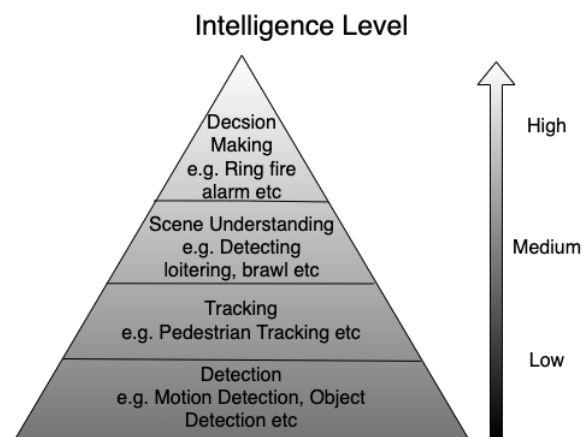 Intelligence Level
Decsion
Making
e.g. Ring fire
alarm etc
Scene Understanding
e.g. Detecting
loitering, brawl etc
Tracking
e.g. Pedestrian Tracking etc
Detection
e.g. Motion Detection, Object
Detection etc
High
Medium
Low